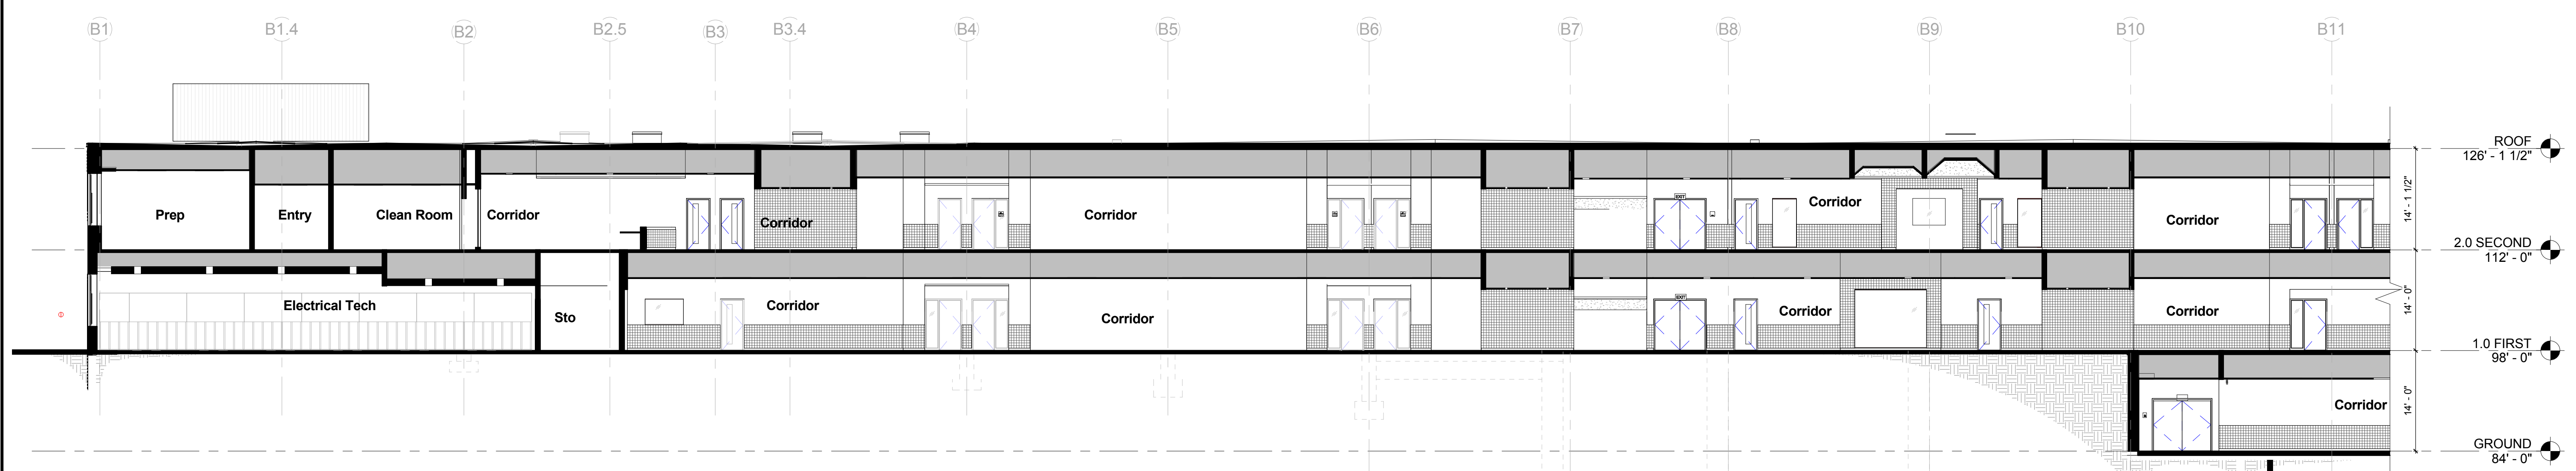 B1
B1.4
B2
B2.5
B3
B3.4
B4
B5
B6
B7
B8
B9
B10
B11
ROOF
126' - 1 1/2"
14' - 1 1/2"
Prep
Entry
Clean Room
Corridor
Corridor
Corridor
EXIT
Corridor
Corridor
2.0 SECOND
112' - 0"
14' - 0"
Electrical Tech
Sto
Corridor
Corridor
EXIT
Corridor
Corridor
1.0 FIRST
98' - 0"
14' - 0"
Corridor
GROUND
84' - 0"